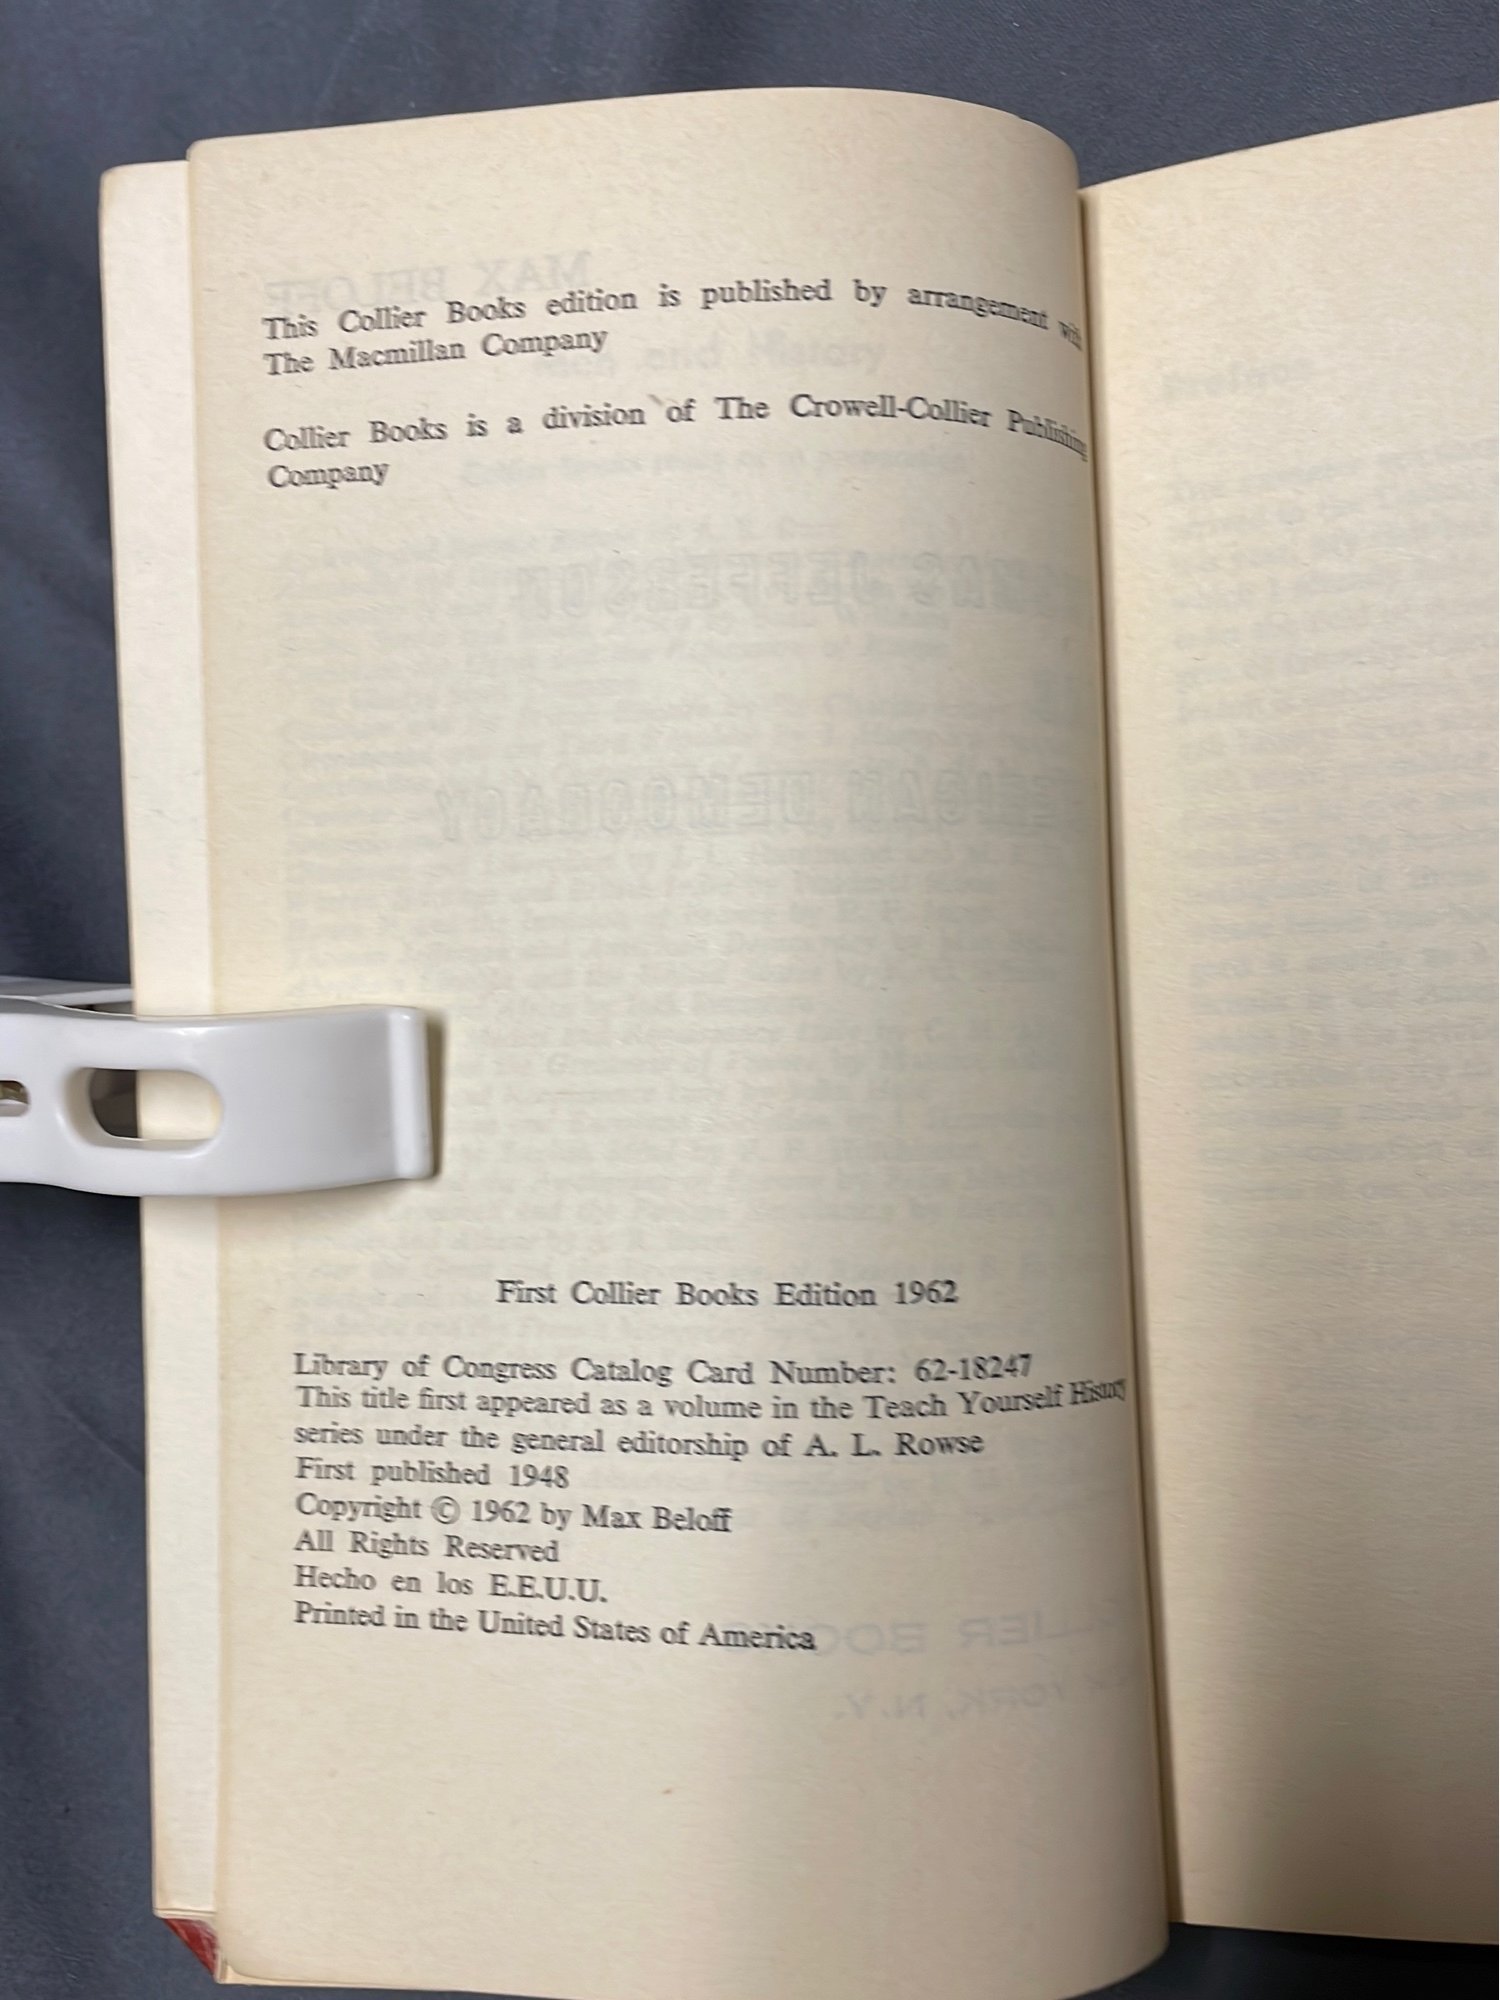 This Collier Books edition is published by arrangement with
The Macmillan Company
Collier Books is a division of The Crowell-Collier Publishing
Company
First Collier Books Edition 1962
Library of Congress Catalog Card Number: 62-18247
This title first appeared as a volume in the Teach Yourself History
series under the general editorship of A. L. Rowse
First published 1948
Copyright © 1962 by Max Beloff
All Rights Reserved
Hecho en los E.E.U.U.
Printed in the United States of America